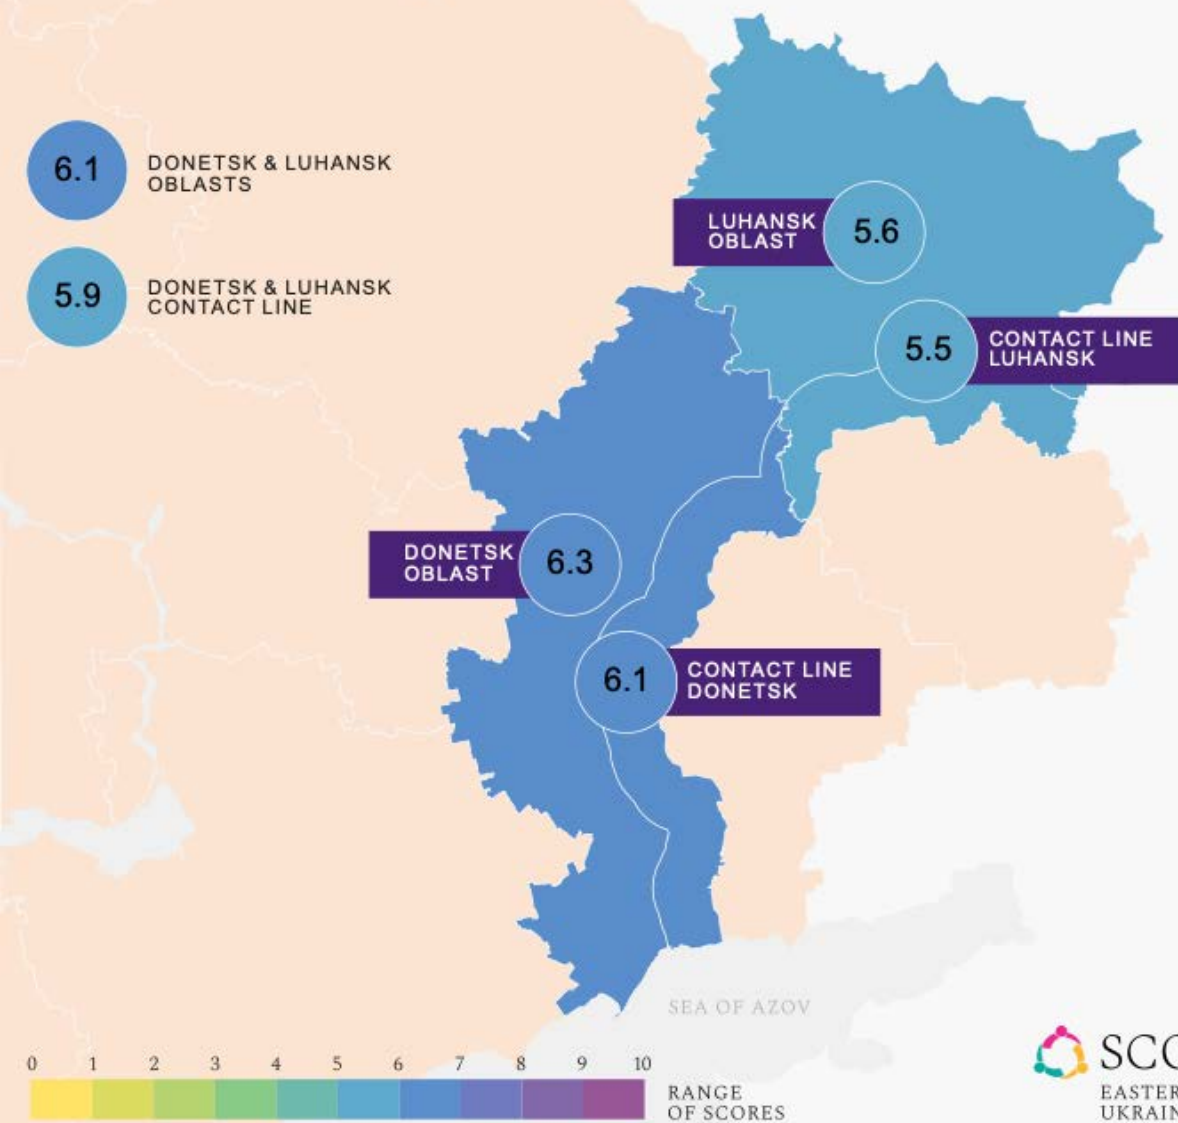 6.1
DONETSK & LUHANSK
OBLASTS
5.9
DONETSK & LUHANSK
CONTACT LINE
LUHANSK
OBLAST
5.6
5.5
CONTACT LINE
LUHANSK
DONETSK
OBLAST
6.3
6.1
CONTACT LINE
DONETSK
SEA OF AZOV
0 1 2 3 4 5 6 7 8 9 10
RANGE
OF SCORES